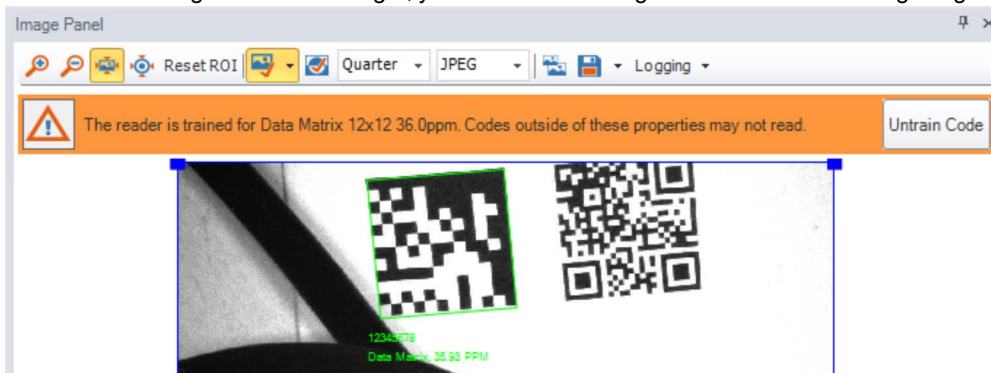 Image Panel
Reset ROI Quarter JPEG Logging
The reader is trained for Data Matrix 12x12 36.0ppm. Codes outside of these properties may not read. Untrain Code
12345678
Data Matrix, 35.93 PPM